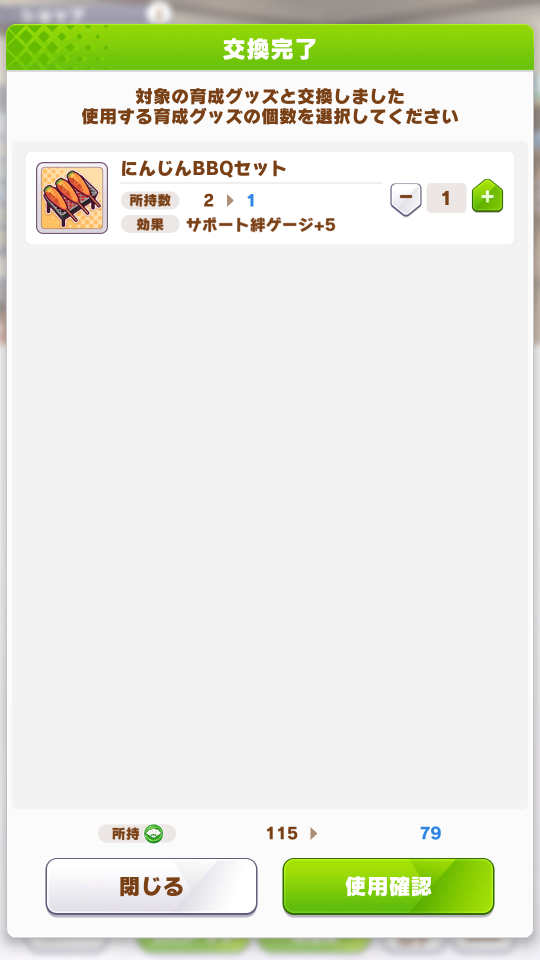 交換完了
対象の育成グッズと交換しました
使用する育成グッズの個数を選択してください
にんじんBBQセット
所持数 2 1
1
効果 サポート絆ゲージ+5
所持 115 79
閉じる 使用確認